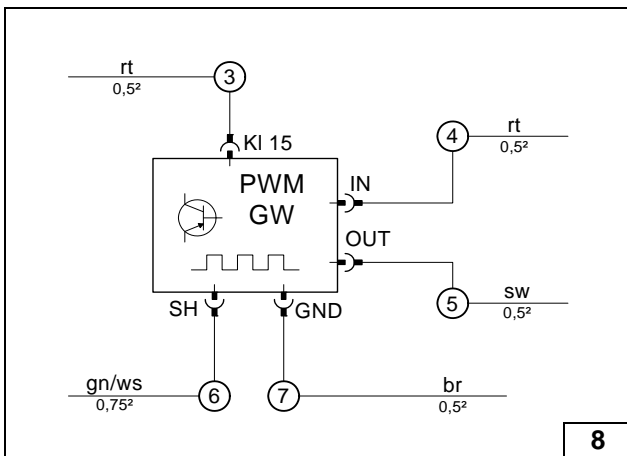 rt
0,5²
3
Kl 15
4
rt
0,5²
PWM
GW
IN
OUT
5
sw
0,5²
SH
GND
gn/ws
0,75²
6
7
br
0,5²
8